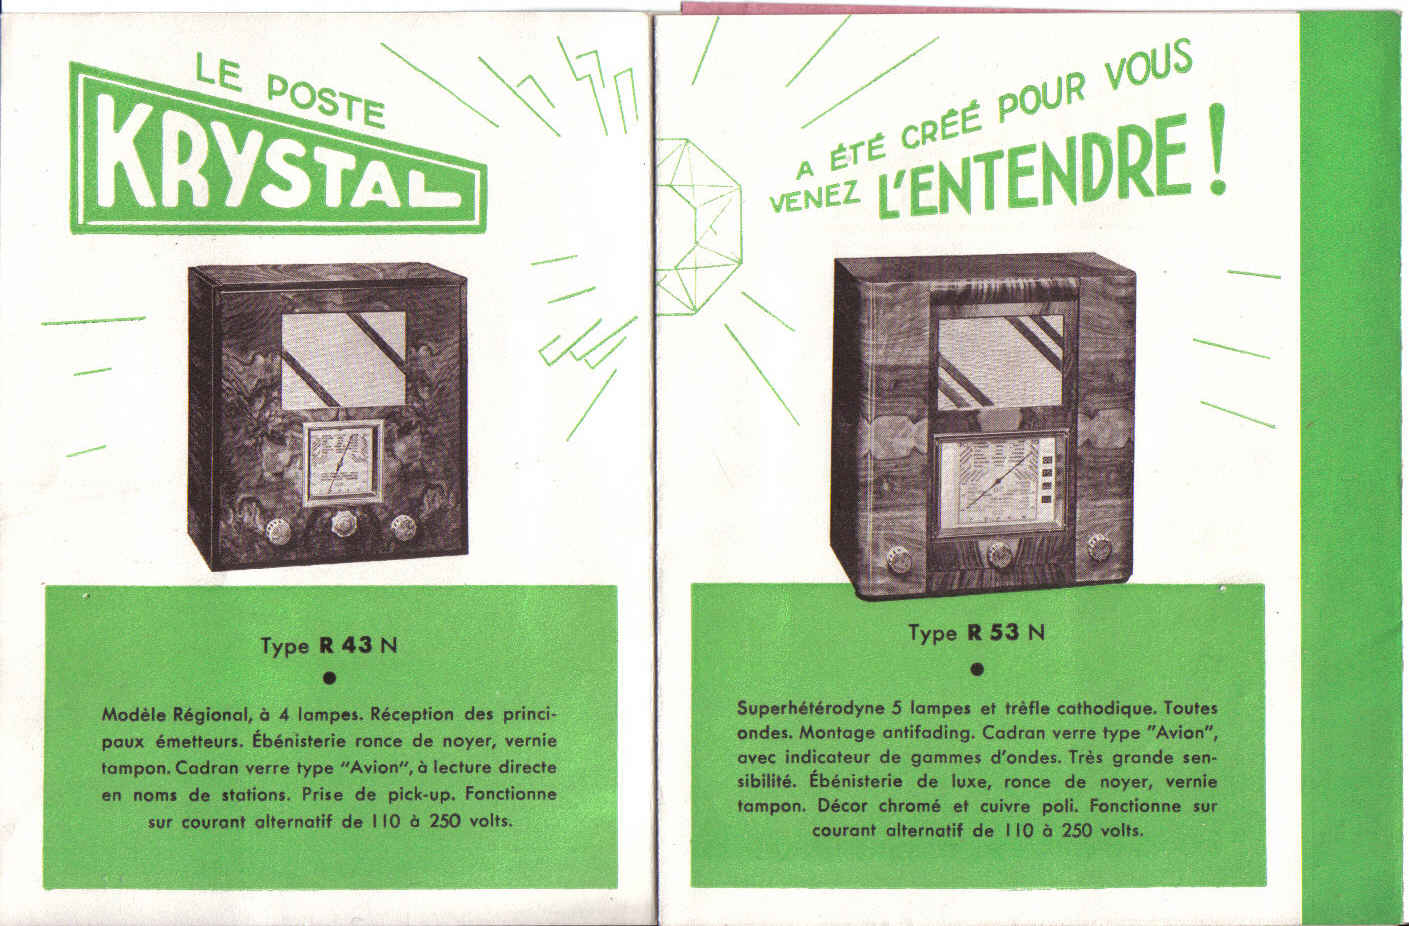 LE POSTE
KRYSTAL
A ÉTÉ CRÉÉ POUR VOUS
VENEZ L'ENTENDRE !
Type R 43 N
Modèle Régional, à 4 lampes. Réception des princi-
paux émetteurs. Ébénisterie ronce de noyer, vernie
tampon. Cadran verre type "Avion", à lecture directe
en noms de stations. Prise de pick-up. Fonctionne
sur courant alternatif de 110 à 250 volts.
Type R 53 N
Superhétérodyne 5 lampes et trèfle cathodique. Toutes
ondes. Montage antifading. Cadran verre type "Avion",
avec indicateur de gammes d'ondes. Très grande sen-
sibilité. Ébénisterie de luxe, ronce de noyer, vernie
tampon. Décor chromé et cuivre poli. Fonctionne sur
courant alternatif de 110 à 250 volts.